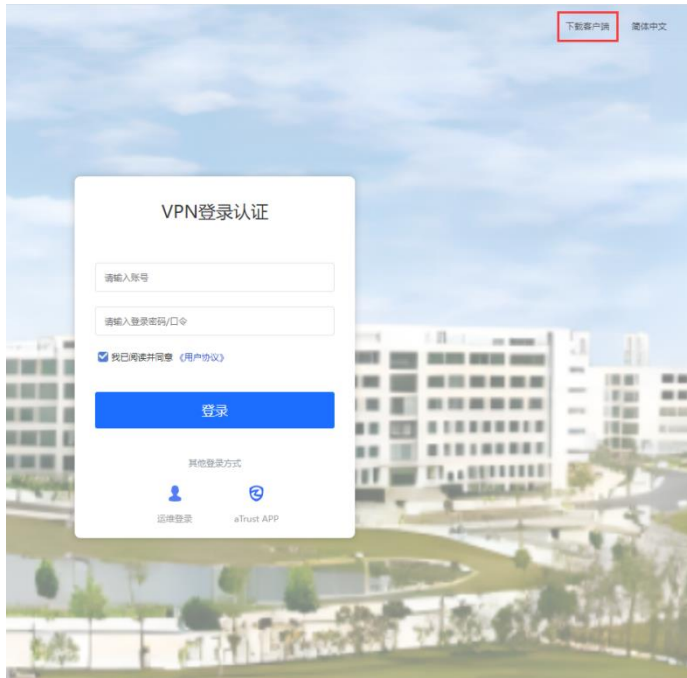 下载客户端 简体中文
VPN登录认证
请输入账号
请输入登录密码/口令
我已阅读并同意 《用户协议》
登录
其他登录方式
运维登录 aTrust APP